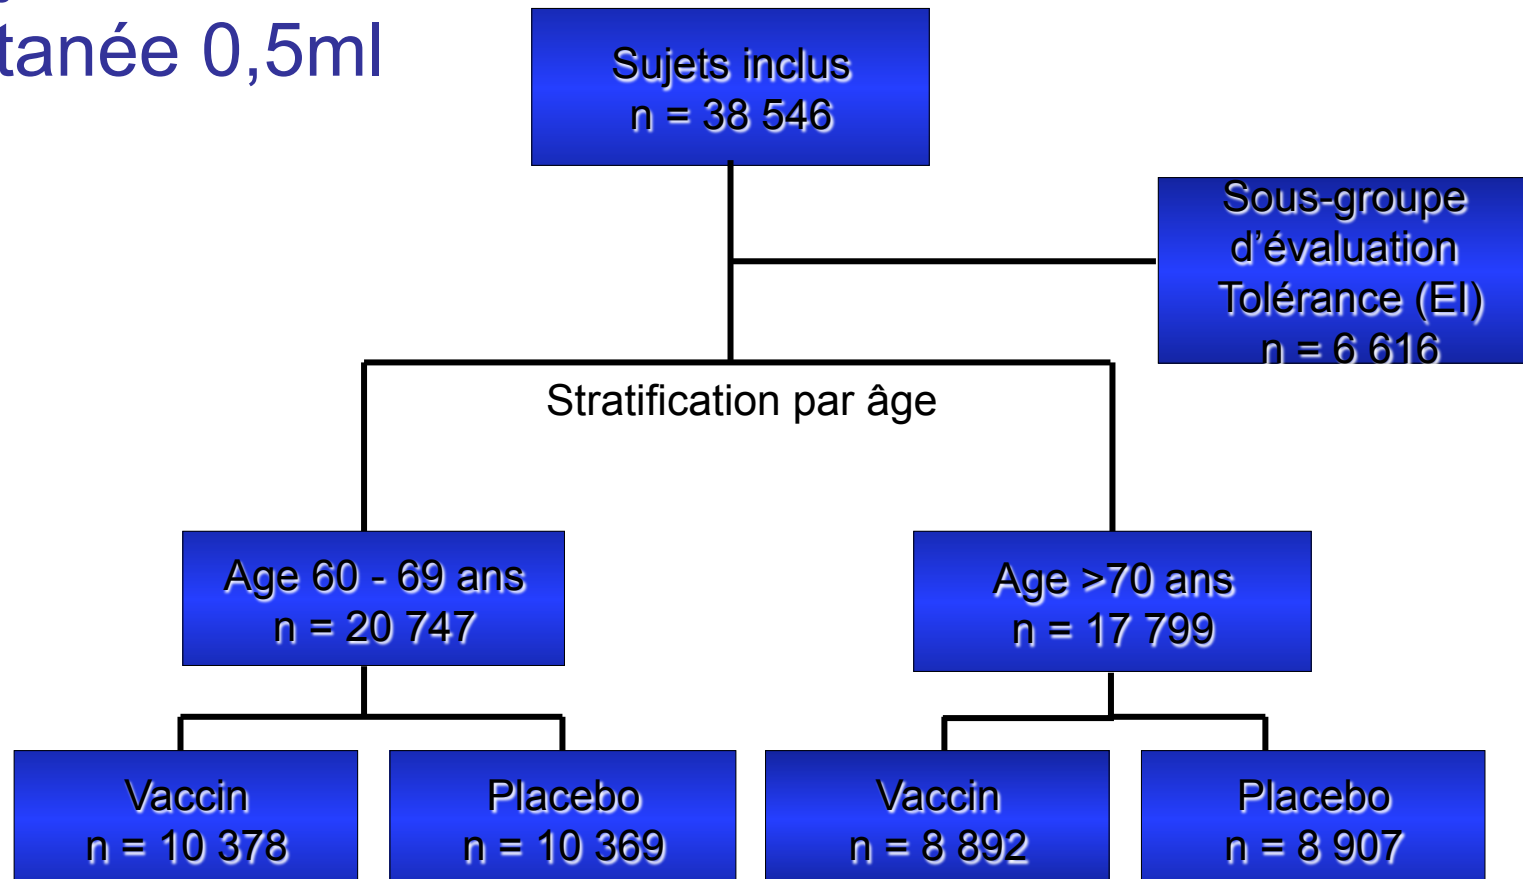 tanée 0,5ml
Sujets inclus
n = 38 546
Sous-groupe
d’évaluation
Tolérance (EI)
n = 6 616
Stratification par âge
Age 60 - 69 ans
n = 20 747
Age >70 ans
n = 17 799
Vaccin
n = 10 378
Placebo
n = 10 369
Vaccin
n = 8 892
Placebo
n = 8 907